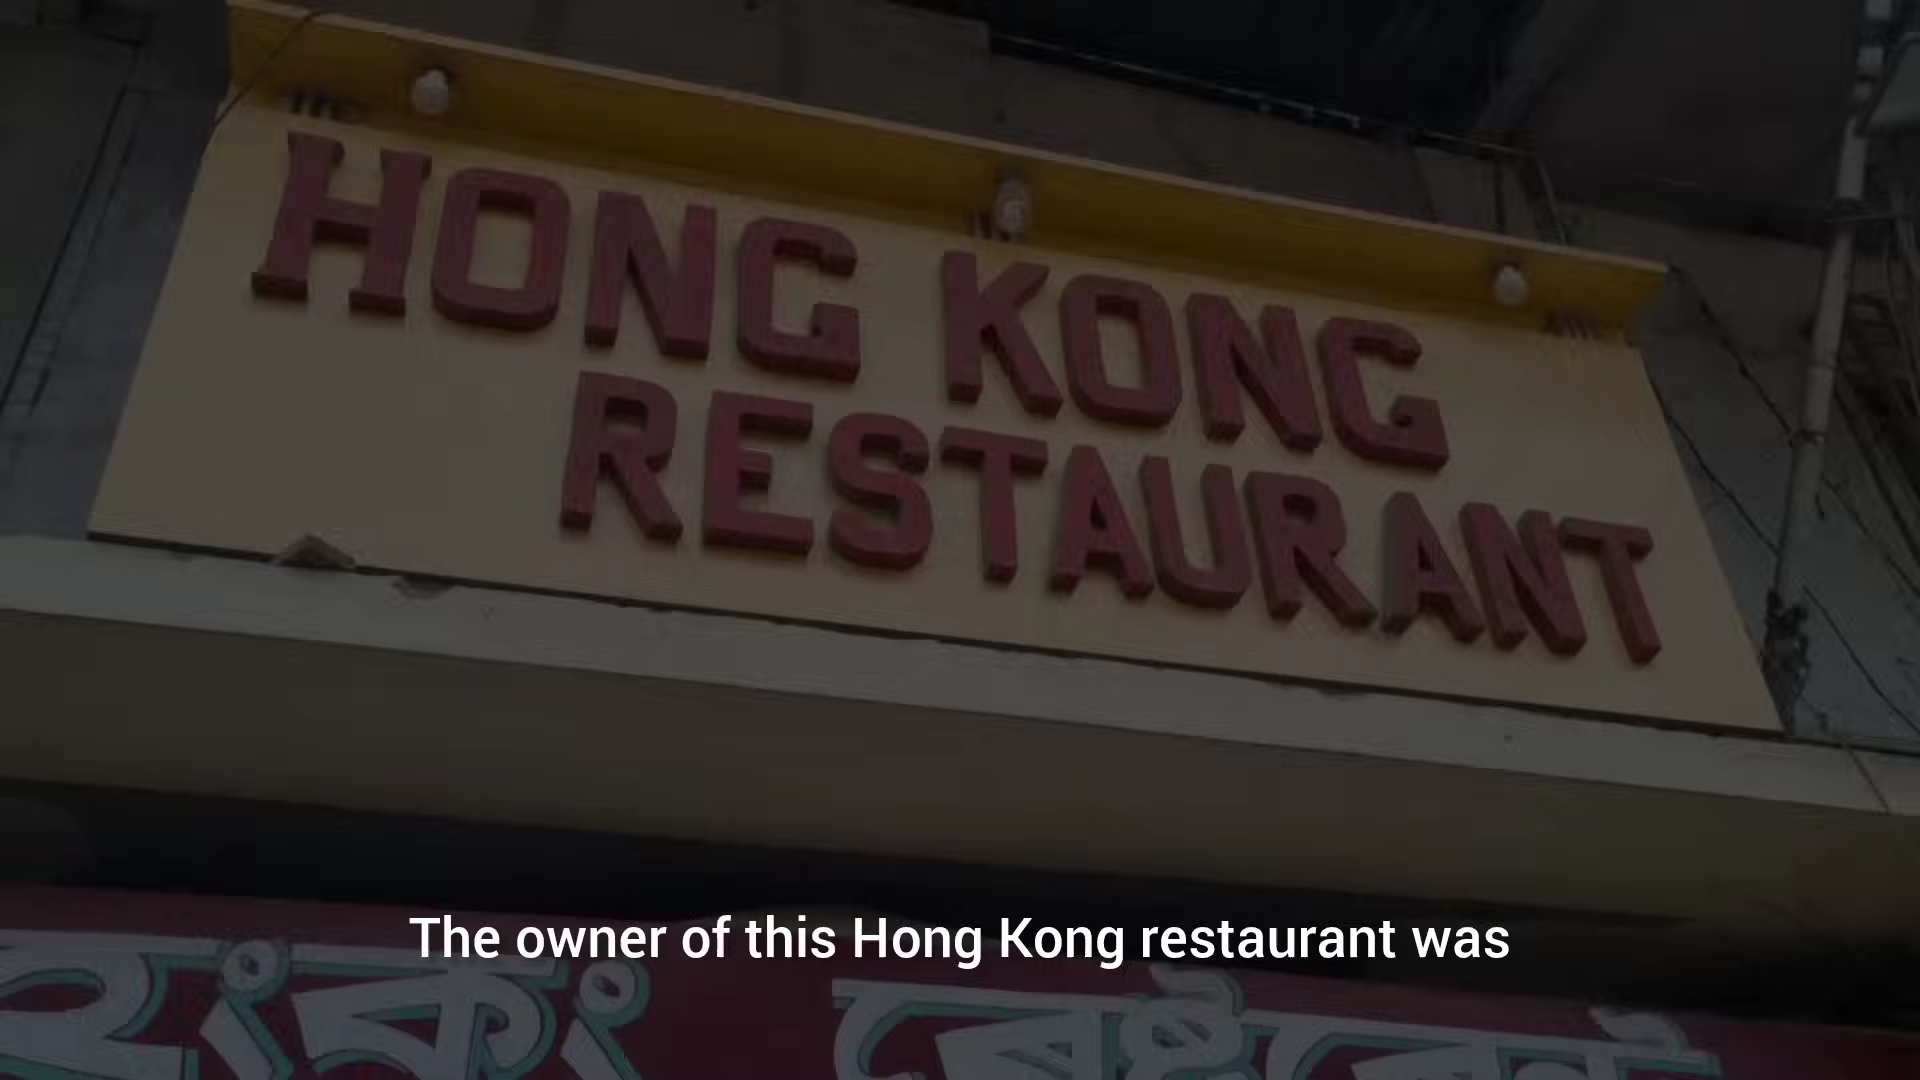 HONG KONG
RESTAURANT
The owner of this Hong Kong restaurant was
হংকং